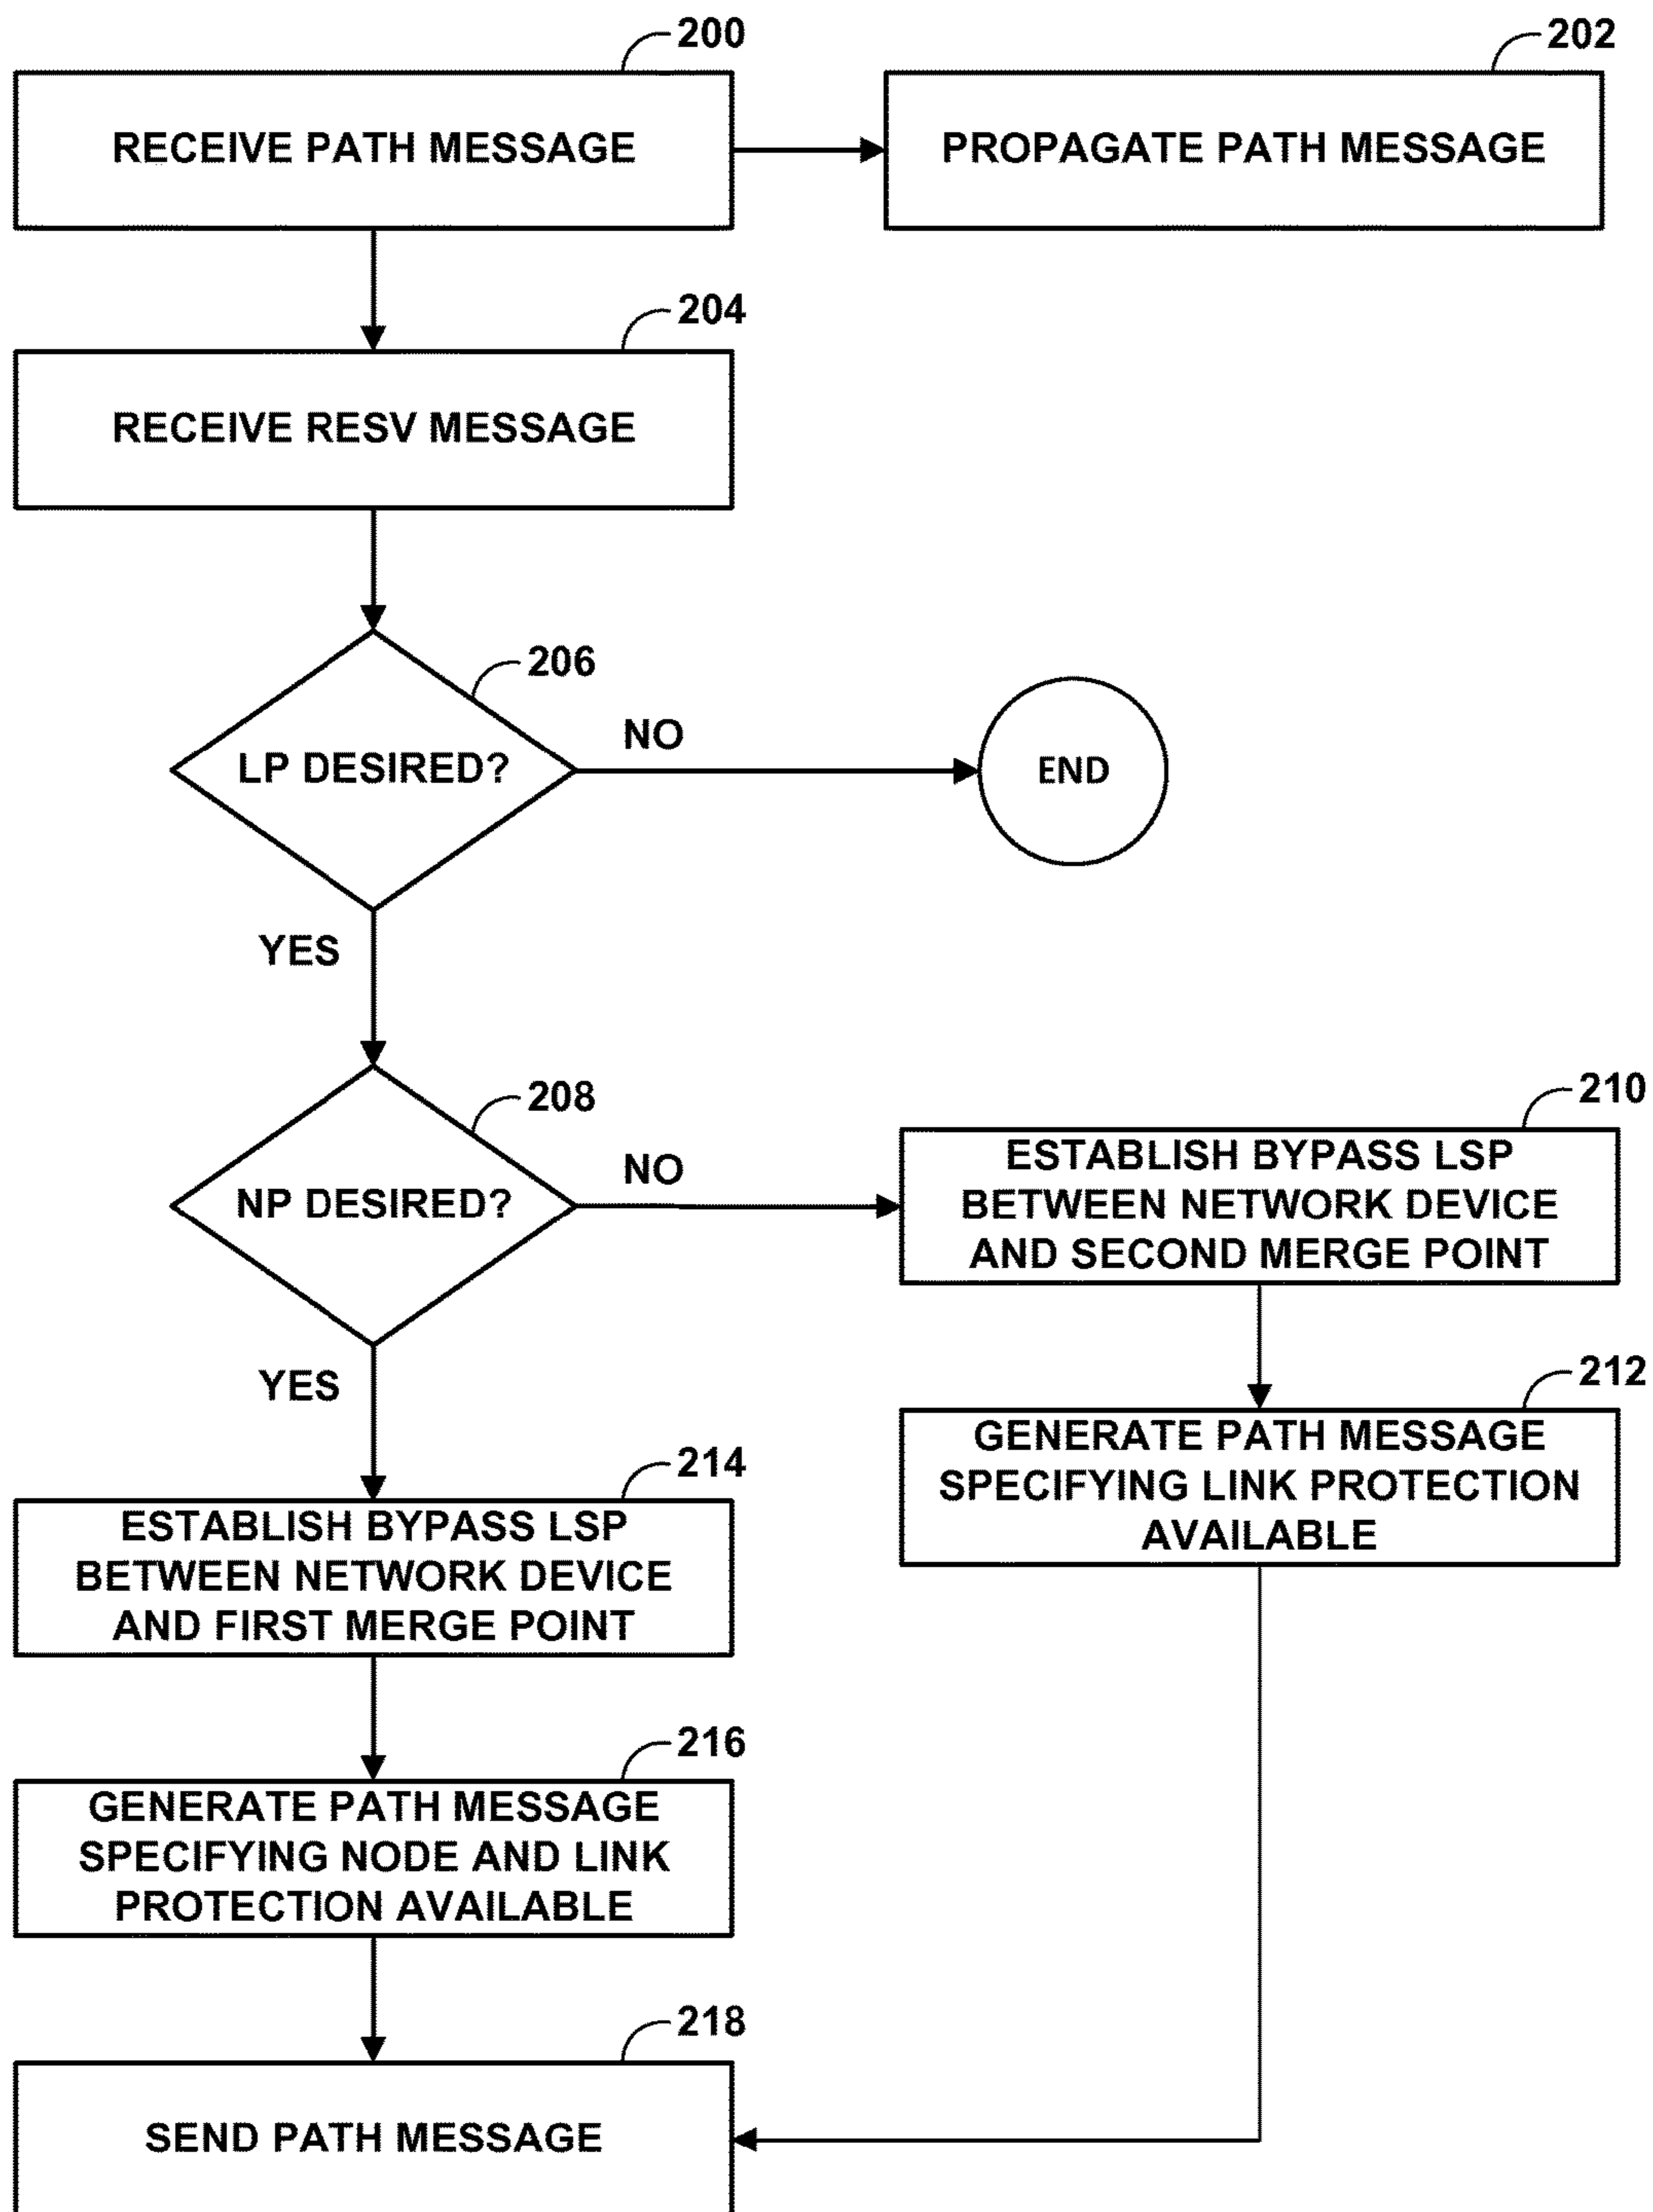 200
RECEIVE PATH MESSAGE
202
PROPAGATE PATH MESSAGE
204
RECEIVE RESV MESSAGE
206
LP DESIRED?
NO
END
YES
208
NP DESIRED?
NO
210
ESTABLISH BYPASS LSP
BETWEEN NETWORK DEVICE
AND SECOND MERGE POINT
212
GENERATE PATH MESSAGE
SPECIFYING LINK PROTECTION
AVAILABLE
YES
214
ESTABLISH BYPASS LSP
BETWEEN NETWORK DEVICE
AND FIRST MERGE POINT
216
GENERATE PATH MESSAGE
SPECIFYING NODE AND LINK
PROTECTION AVAILABLE
218
SEND PATH MESSAGE